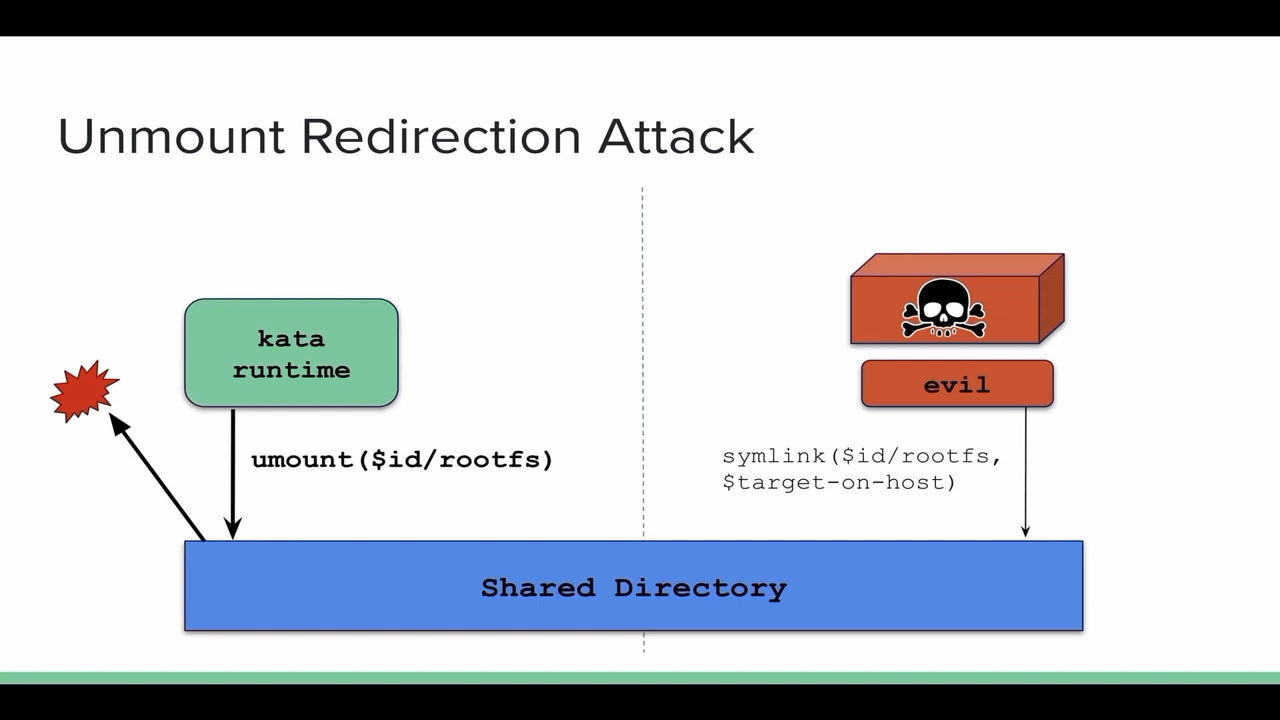 Unmount Redirection Attack
kata
runtime
evil
umount($id/rootfs)
symlink($id/rootfs,
$target-on-host)
Shared Directory